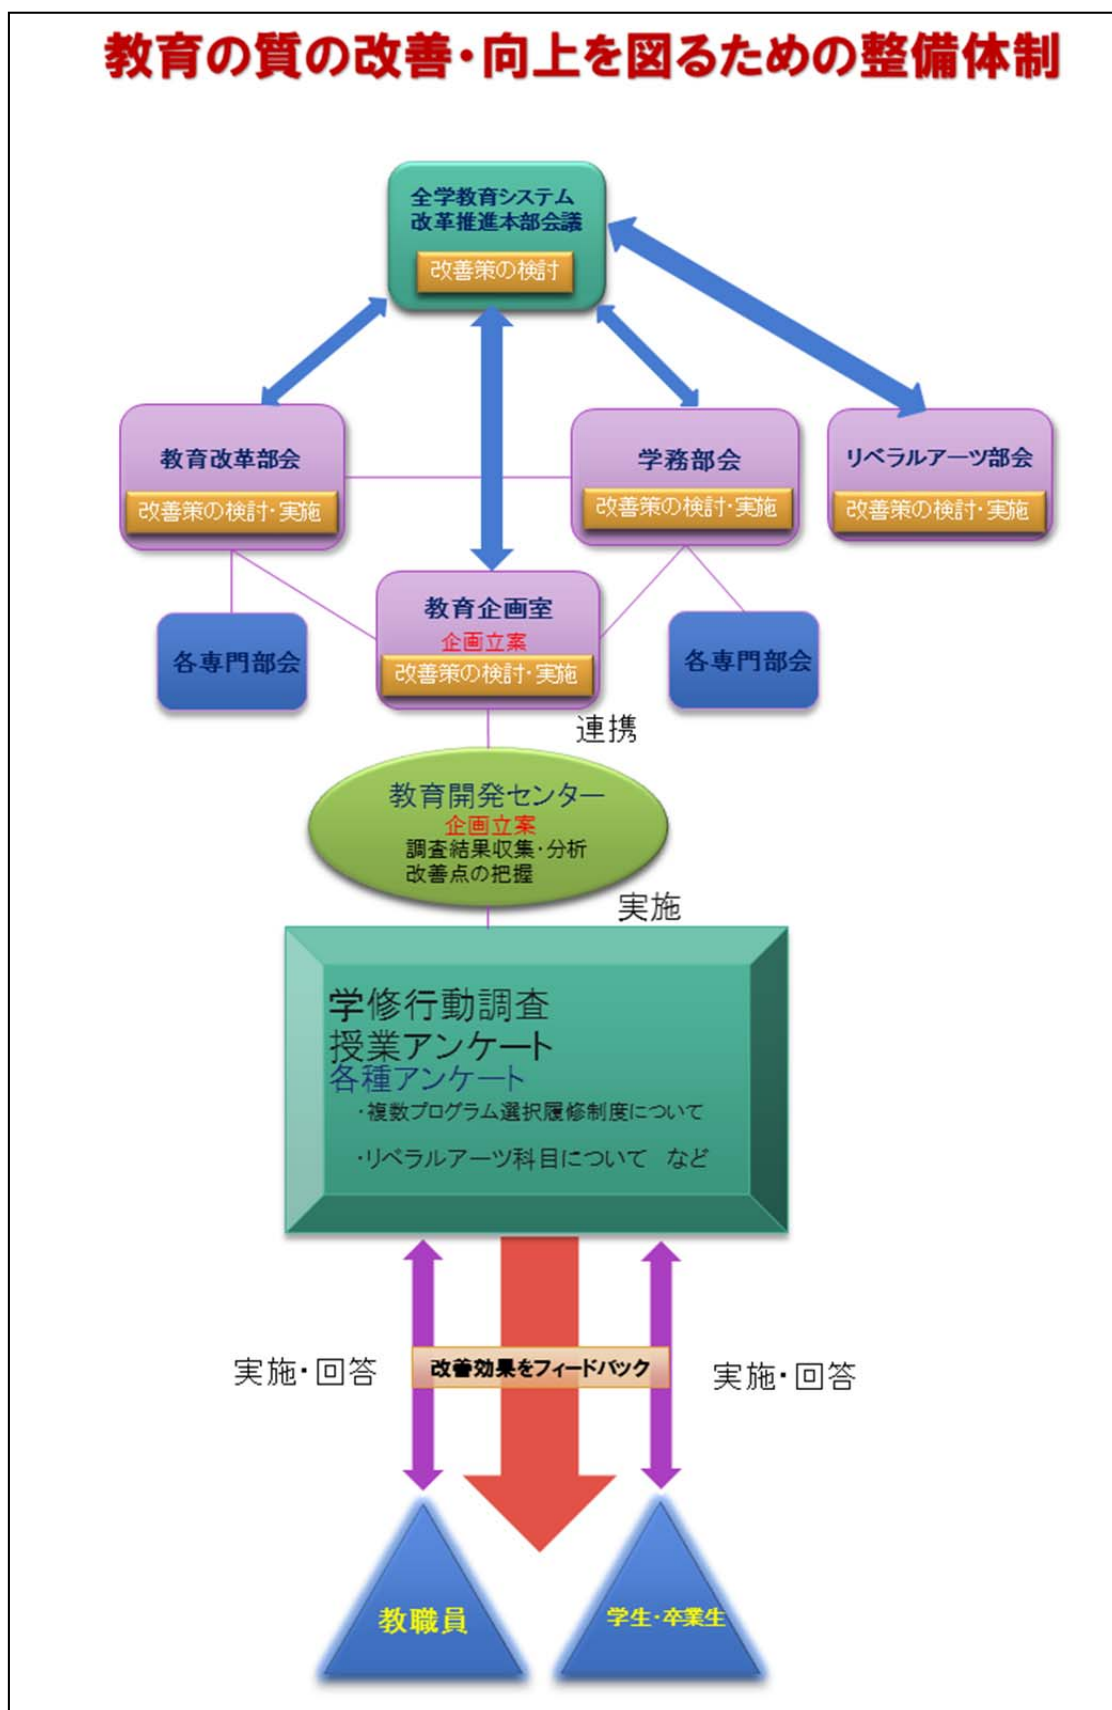 教育の質の改善・向上を図るための整備体制
全学教育システム
改革推進本部会議
改善策の検討
教育改革部会
改善策の検討・実施
学務部会
改善策の検討・実施
リベラルアーツ部会
改善策の検討・実施
各専門部会
教育企画室
企画立案
改善策の検討・実施
各専門部会
連携
教育開発センター
企画立案
調査結果収集・分析
改善点の把握
実施
学修行動調査
授業アンケート
各種アンケート
・複数プログラム選択履修制度について
・リベラルアーツ科目について など
実施・回答
改善効果をフィードバック
実施・回答
教職員
学生・卒業生